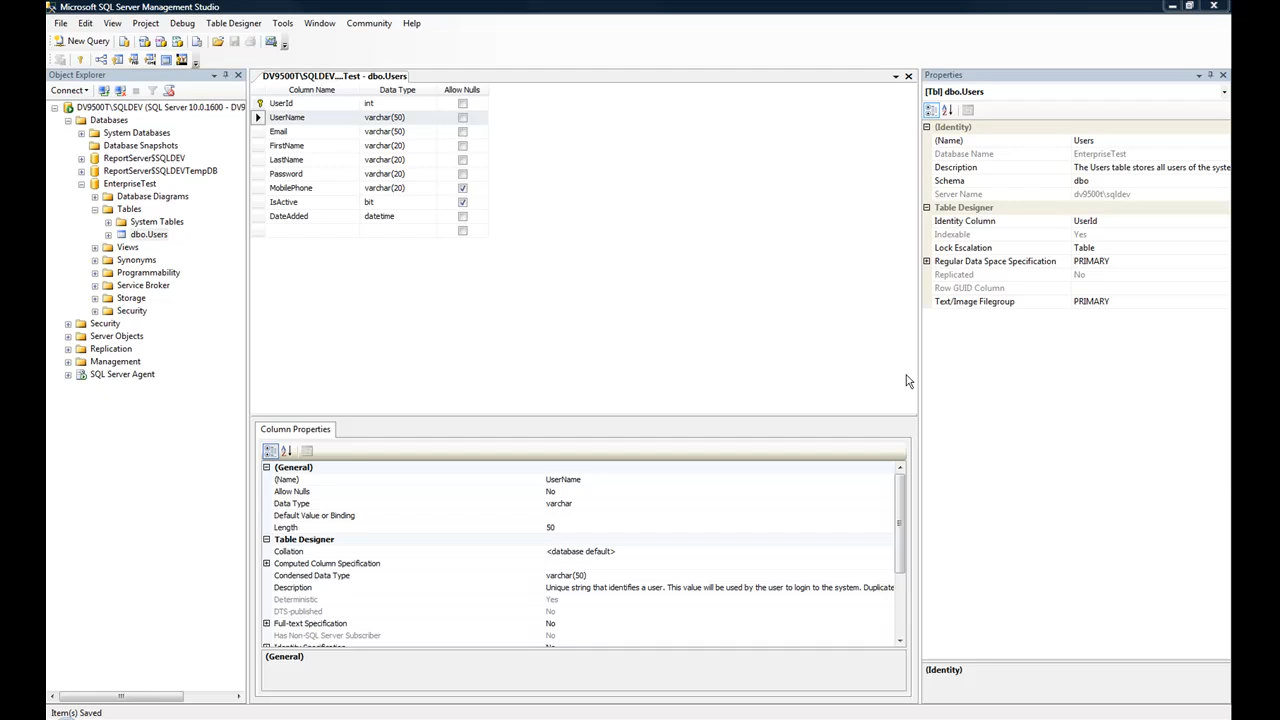 Microsoft SQL Server Management Studio
File Edit View Project Debug Table Designer Tools Window Community Help
New Query
Object Explorer
Connect
DV9500T\SQLDEV (SQL Server 10.0.1600 - DV9
Databases
System Databases
Database Snapshots
ReportServer$SQLDEV
ReportServer$SQLDEVTempDB
EnterpriseTest
Database Diagrams
Tables
System Tables
dbo.Users
Views
Synonyms
Programmability
Service Broker
Storage
Security
Security
Server Objects
Replication
Management
SQL Server Agent
DV9500T\SQLDEV....Test - dbo.Users
Column Name Data Type Allow Nulls
UserId int
UserName varchar(50)
Email varchar(50)
FirstName varchar(20)
LastName varchar(20)
Password varchar(20)
MobilePhone varchar(20)
IsActive bit
DateAdded datetime
Column Properties
(General)
(Name) UserName
Allow Nulls No
Data Type varchar
Default Value or Binding
Length 50
Table Designer
Collation <database default>
Computed Column Specification
Condensed Data Type varchar(50)
Description Unique string that identifies a user. This value will be used by the user to login to the system. Duplicate
Deterministic Yes
DTS-published No
Full-text Specification No
Has Non-SQL Server Subscriber No
(General)
Properties
[Tbl] dbo.Users
(Identity)
(Name) Users
Database Name EnterpriseTest
Description The Users table stores all users of the syste
Schema dbo
Server Name dv9500t\sqldev
Table Designer
Identity Column UserId
Indexable Yes
Lock Escalation Table
Regular Data Space Specification PRIMARY
Replicated No
Row GUID Column
Text/Image Filegroup PRIMARY
(Identity)
Item(s) Saved